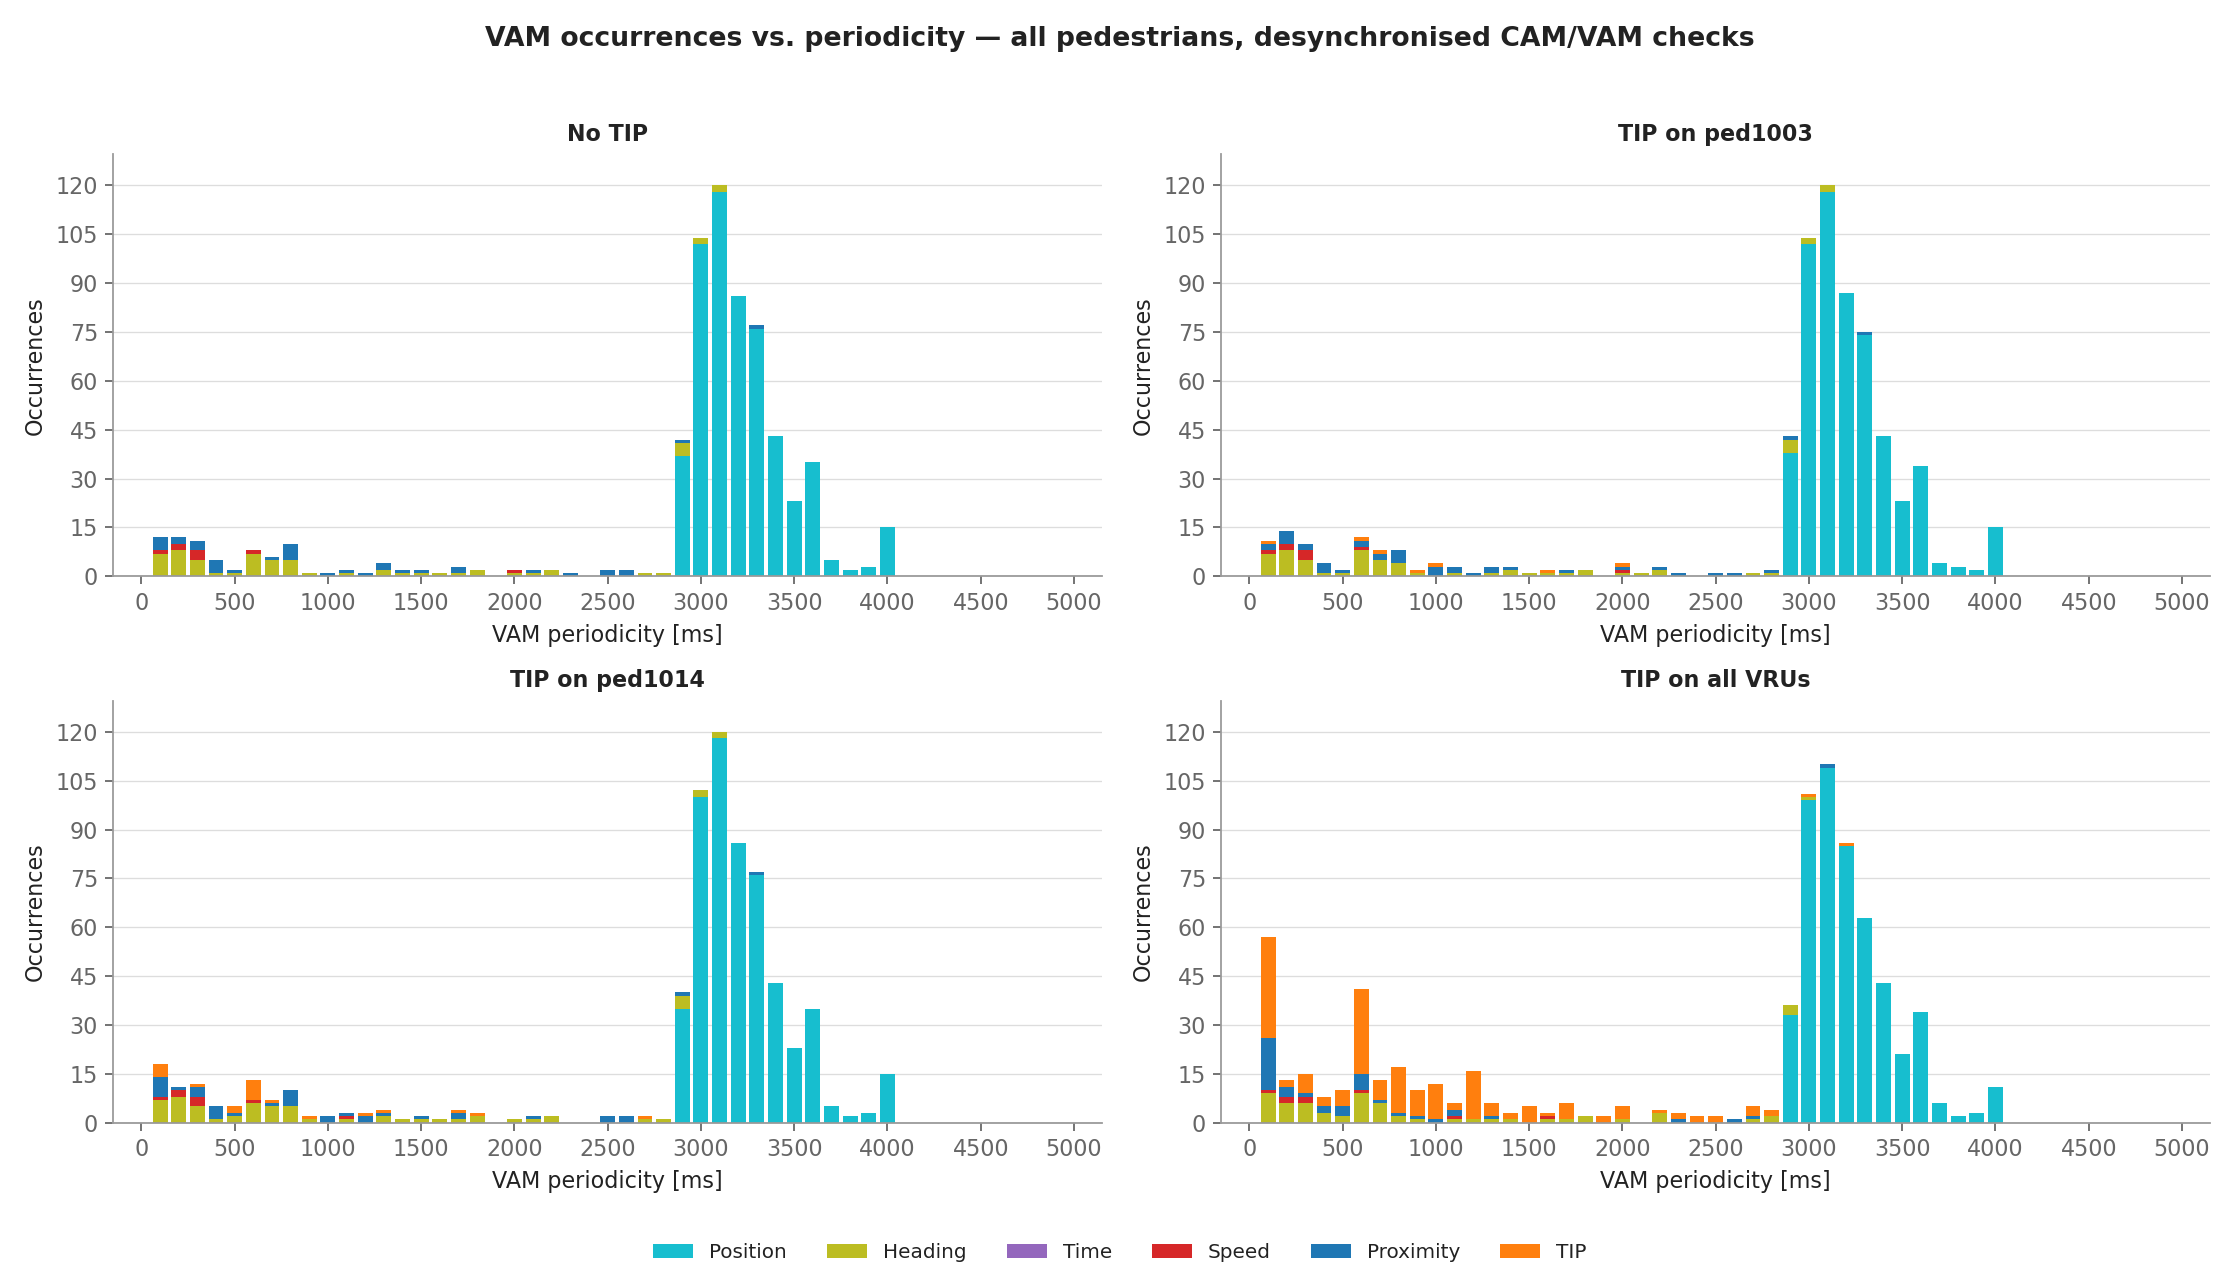 VAM occurrences vs. periodicity — all pedestrians, desynchronised CAM/VAM checks
No TIP
Occurrences
120
105
90
75
60
45
30
15
0
0 500 1000 1500 2000 2500 3000 3500 4000 4500 5000
VAM periodicity [ms]
TIP on ped1003
Occurrences
120
105
90
75
60
45
30
15
0
0 500 1000 1500 2000 2500 3000 3500 4000 4500 5000
VAM periodicity [ms]
TIP on ped1014
Occurrences
120
105
90
75
60
45
30
15
0
0 500 1000 1500 2000 2500 3000 3500 4000 4500 5000
VAM periodicity [ms]
TIP on all VRUs
Occurrences
120
105
90
75
60
45
30
15
0
0 500 1000 1500 2000 2500 3000 3500 4000 4500 5000
VAM periodicity [ms]
Position Heading Time Speed Proximity TIP